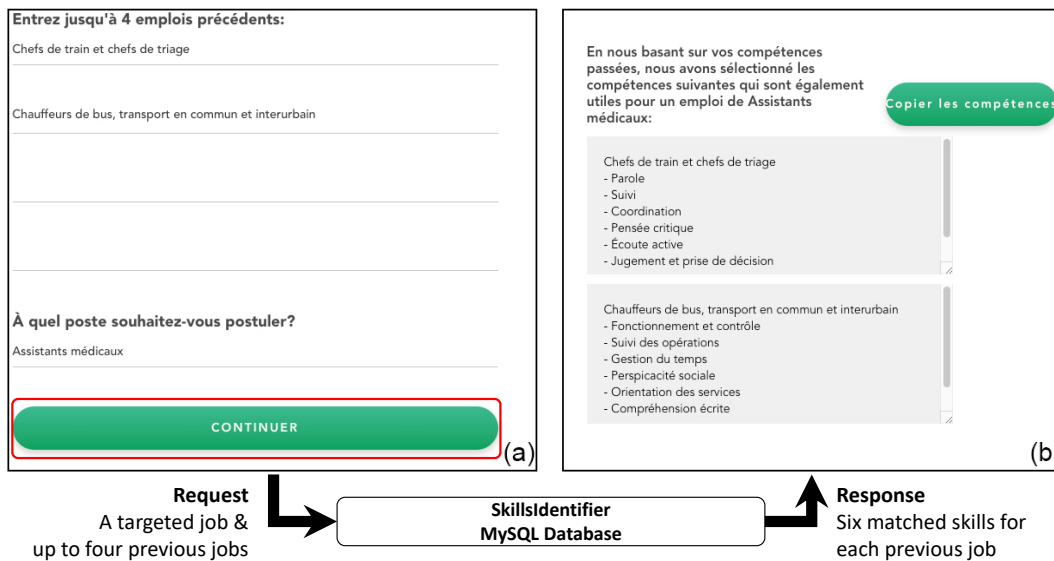 Entrez jusqu'à 4 emplois précédents:
Chefs de train et chefs de triage
Chauffeurs de bus, transport en commun et interurbain
À quel poste souhaitez-vous postuler?
Assistants médicaux
CONTINUER
(a)
En nous basant sur vos compétences
passées, nous avons sélectionné les
compétences suivantes qui sont également
utiles pour un emploi de Assistants
médicaux:
Copier les compétences
Chefs de train et chefs de triage
- Parole
- Suivi
- Coordination
- Pensée critique
- Écoute active
- Jugement et prise de décision
Chauffeurs de bus, transport en commun et interurbain
- Fonctionnement et contrôle
- Suivi des opérations
- Gestion du temps
- Perspicacité sociale
- Orientation des services
- Compréhension écrite
(b
Request
A targeted job &
up to four previous jobs
SkillsIdentifier
MySQL Database
Response
Six matched skills for
each previous job